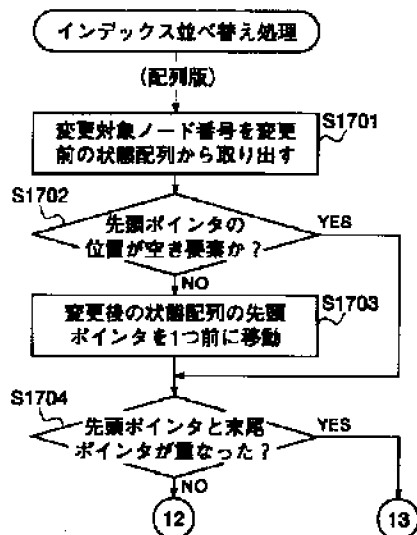 インデックス並べ替え処理
(配列版)
S1701
変更対象ノード番号を変更
前の状態配列から取り出す
S1702
先頭ポインタの
位置が空き要素か?
YES
NO
S1703
変更後の状態配列の先頭
ポインタを1つ前に移動
S1704
先頭ポインタと末尾
ポインタが重なった?
YES
NO
12
13